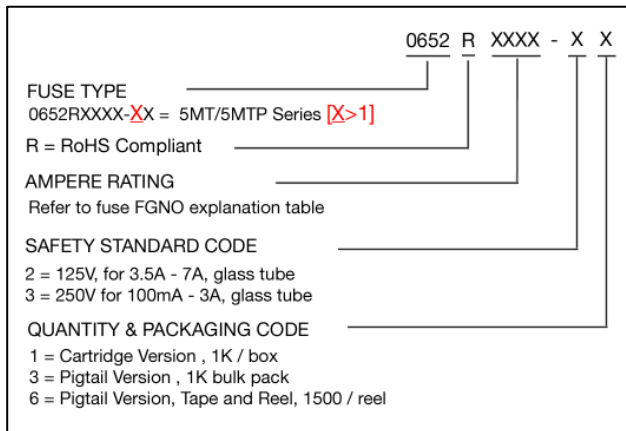 0652 R XXXX - X X
FUSE TYPE
0652RXXXX-XX = 5MT/5MTP Series [X>1]
R = RoHS Compliant
AMPERE RATING
Refer to fuse FGNO explanation table
SAFETY STANDARD CODE
2 = 125V, for 3.5A - 7A, glass tube
3 = 250V for 100mA - 3A, glass tube
QUANTITY & PACKAGING CODE
1 = Cartridge Version , 1K / box
3 = Pigtail Version , 1K bulk pack
6 = Pigtail Version, Tape and Reel, 1500 / reel